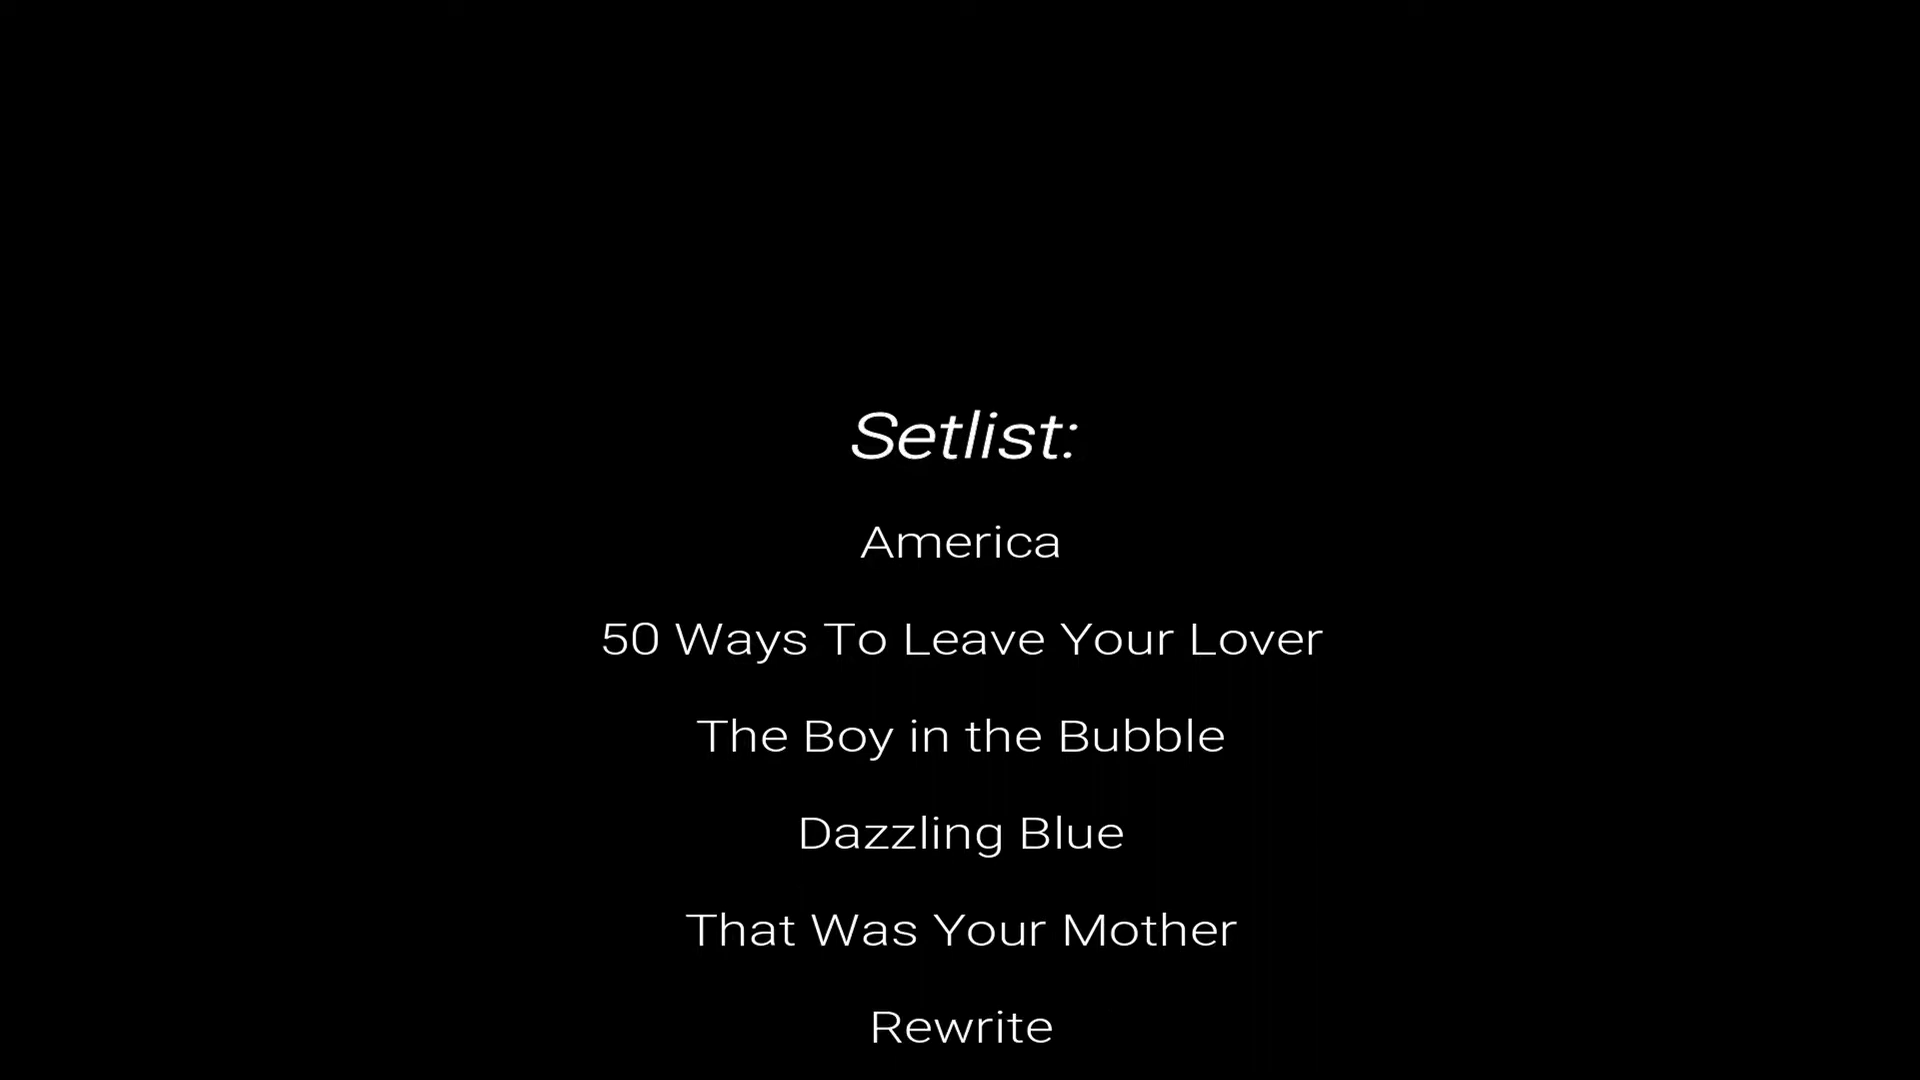 Setlist:
America
50 Ways To Leave Your Lover
The Boy in the Bubble
Dazzling Blue
That Was Your Mother
Rewrite